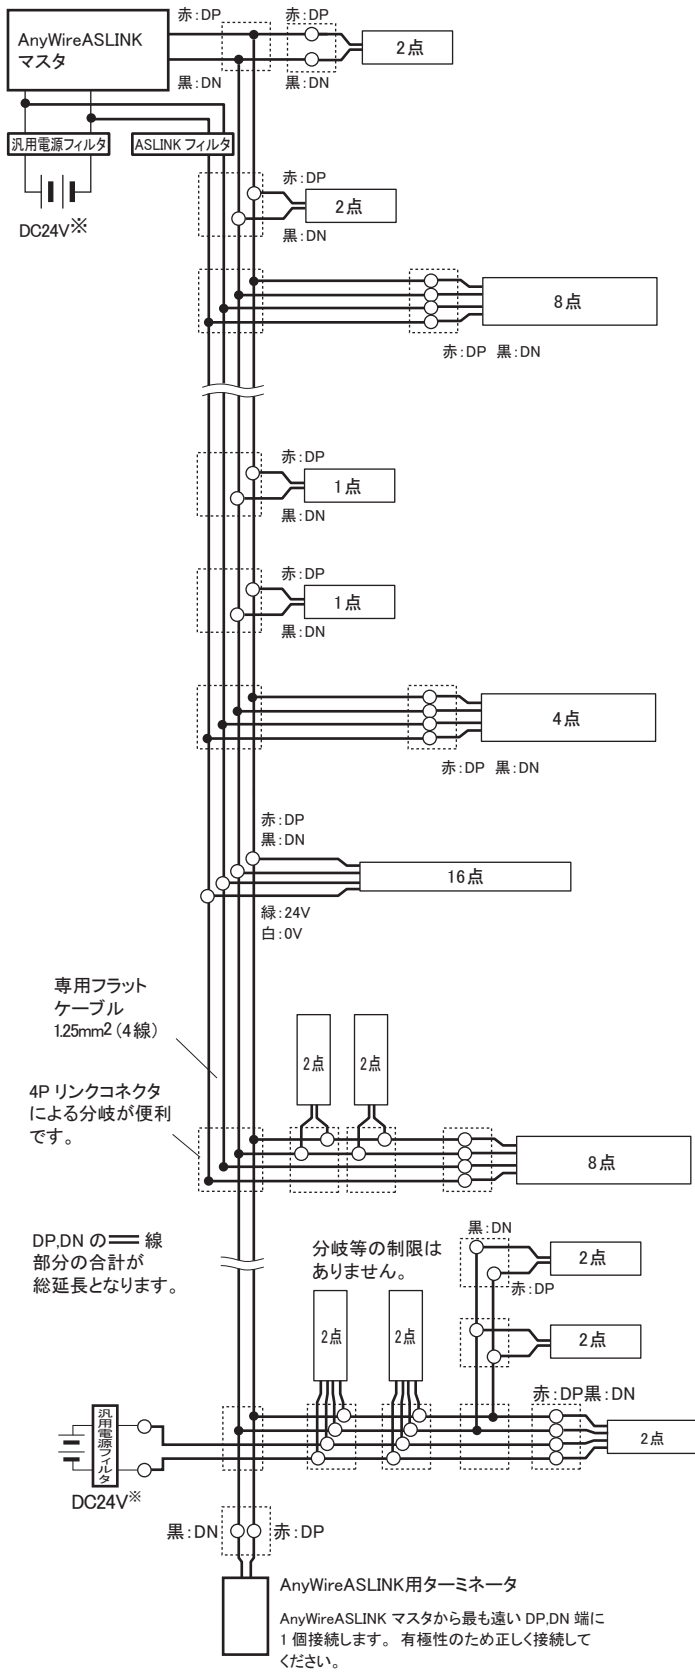 赤:DP
赤:DP
AnyWireASLINK
マスタ
2点
黒:DN
黒:DN
汎用電源フィルタ
ASLINK フィルタ
DC24V※
赤:DP
2点
黒:DN
8点
赤:DP 黒:DN
赤:DP
1点
黒:DN
赤:DP
1点
黒:DN
4点
赤:DP 黒:DN
赤:DP
黒:DN
16点
緑:24V
白:0V
専用フラット
ケーブル
1.25mm2 (4線)
2点
2点
4P リンクコネクタ
による分岐が便利
です。
8点
DP,DN の 線
部分の合計が
総延長となります。
分岐等の制限は
ありません。
黒:DN
2点
赤:DP
2点
2点
2点
赤:DP黒:DN
汎用電源フィルタ
2点
DC24V※
黒:DN
赤:DP
AnyWireASLINK用ターミネータ
AnyWireASLINK マスタから最も遠い DP,DN 端に
1 個接続します。 有極性のため正しく接続して
ください。